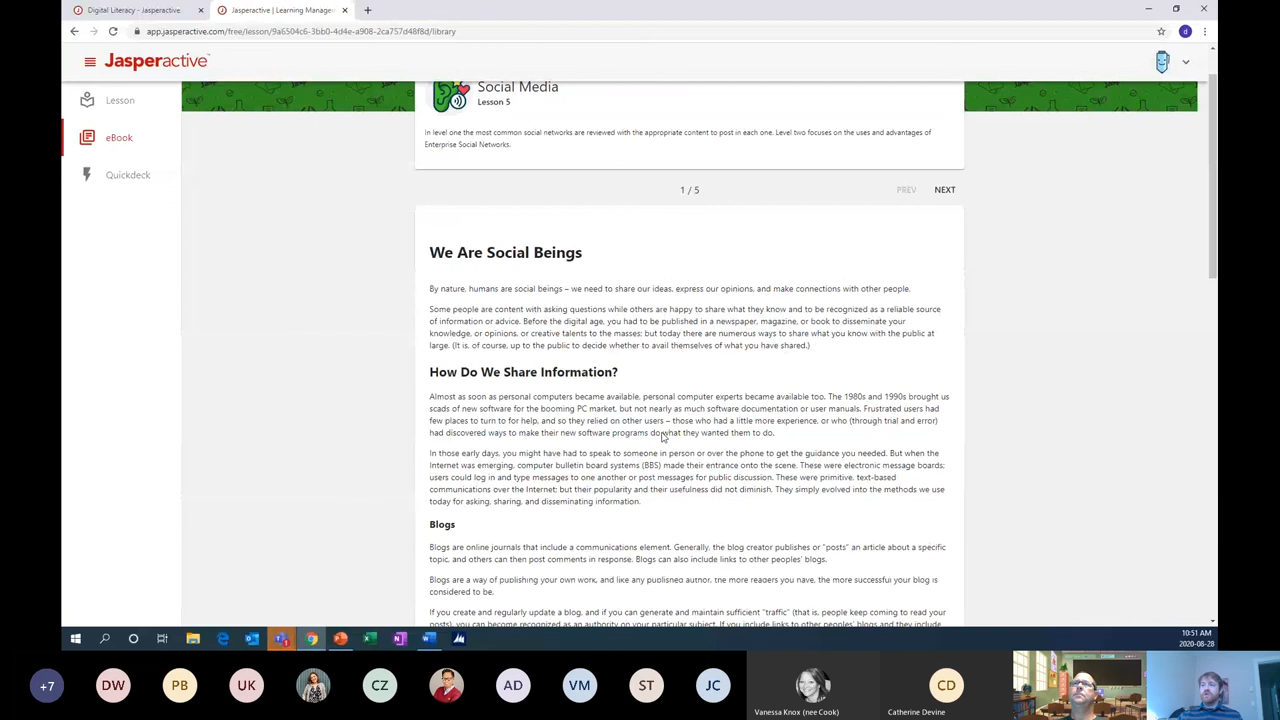 Digital Literacy - Jasperactive
Jasperactive | Learning Manage
app.jasperactive.com/free/lesson/9a6504c6-3bb0-4d4e-a908-2ca757d48f8d/library
d
Jasperactive
Lesson
eBook
Quickdeck
Social Media
Lesson 5
In level one the most common social networks are reviewed with the appropriate content to post in each one. Level two focuses on the uses and advantages of
Enterprise Social Networks.
1 / 5
PREV
NEXT
We Are Social Beings
By nature, humans are social beings – we need to share our ideas, express our opinions, and make connections with other people.
Some people are content with asking questions while others are happy to share what they know and to be recognized as a reliable source
of information or advice. Before the digital age, you had to be published in a newspaper, magazine, or book to disseminate your
knowledge, or opinions, or creative talents to the masses; but today there are numerous ways to share what you know with the public at
large. (It is, of course, up to the public to decide whether to avail themselves of what you have shared.)
How Do We Share Information?
Almost as soon as personal computers became available, personal computer experts became available too. The 1980s and 1990s brought us
scads of new software for the booming PC market, but not nearly as much software documentation or user manuals. Frustrated users had
few places to turn to for help, and so they relied on other users – those who had a little more experience, or who (through trial and error)
had discovered ways to make their new software programs do what they wanted them to do.
In those early days, you might have had to speak to someone in person or over the phone to get the guidance you needed. But when the
Internet was emerging, computer bulletin board systems (BBS) made their entrance onto the scene. These were electronic message boards;
users could log in and type messages to one another or post messages for public discussion. These were primitive, text-based
communications over the Internet; but their popularity and their usefulness did not diminish. They simply evolved into the methods we use
today for asking, sharing, and disseminating information.
Blogs
Blogs are online journals that include a communications element. Generally, the blog creator publishes or "posts" an article about a specific
topic, and others can then post comments in response. Blogs can also include links to other peoples' blogs.
Blogs are a way of publishing your own work, and like any published author, the more readers you have, the more successful your blog is
considered to be.
If you create and regularly update a blog, and if you can generate and maintain sufficient "traffic" (that is, people keep coming to read your
posts), you can become recognized as an authority on your particular subject. If you include links to other peoples' blogs and they include
10:51 AM
2020-08-28
+7
DW
PB
UK
CZ
AD
VM
ST
JC
Vanessa Knox (nee Cook)
CD
Catherine Devine